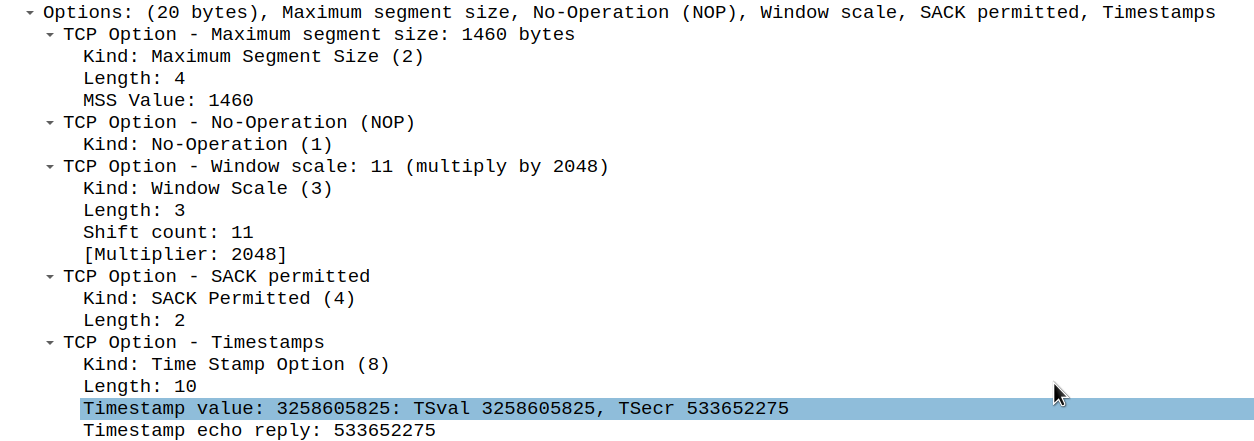 Options: (20 bytes), Maximum segment size, No-Operation (NOP), Window scale, SACK permitted, Timestamps
TCP Option - Maximum segment size: 1460 bytes
Kind: Maximum Segment Size (2)
Length: 4
MSS Value: 1460
TCP Option - No-Operation (NOP)
Kind: No-Operation (1)
TCP Option - Window scale: 11 (multiply by 2048)
Kind: Window Scale (3)
Length: 3
Shift count: 11
[Multiplier: 2048]
TCP Option - SACK permitted
Kind: SACK Permitted (4)
Length: 2
TCP Option - Timestamps
Kind: Time Stamp Option (8)
Length: 10
Timestamp value: 3258605825: TSval 3258605825, TSecr 533652275
Timestamp echo reply: 533652275